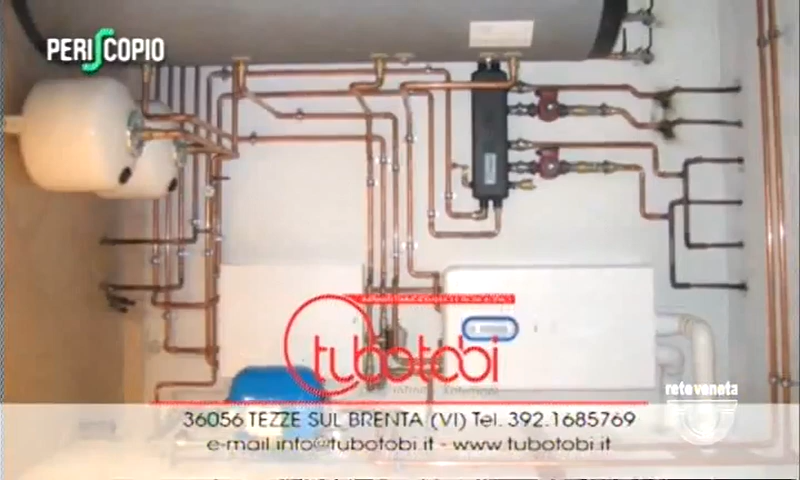 PERISCOPIO
tubotobi
reteveneta
36056 TEZZE SUL BRENTA (VI) Tel. 392.1685769
e-mail info@tubotobi.it - www.tubotobi.it